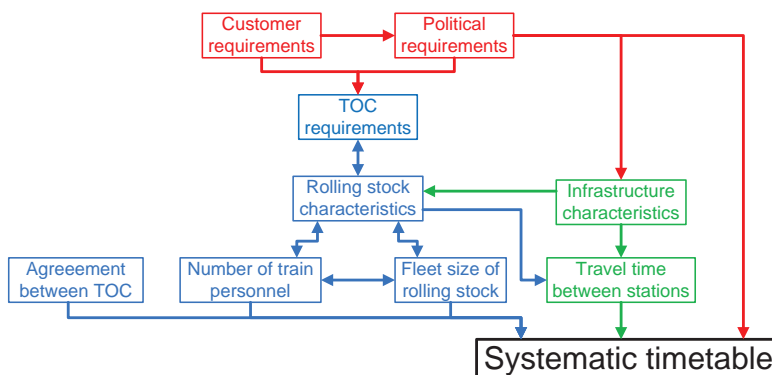 Customer
requirements
Political
requirements
TOC
requirements
Rolling stock
characteristics
Infrastructure
characteristics
Agreeement
between TOC
Number of train
personnel
Fleet size of
rolling stock
Travel time
between stations
Systematic timetable